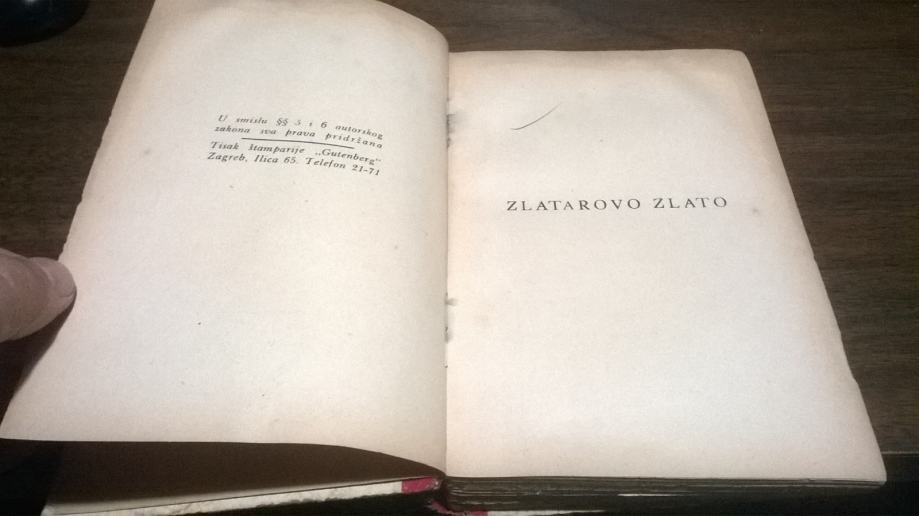 U smislu §§ 5 i 6 autorskog
zakona sva prava pridržana
Tisak štamparije „Gutenberg“
Zagreb, Ilica 65. Telefon 21-71
ZLATAROVO ZLATO